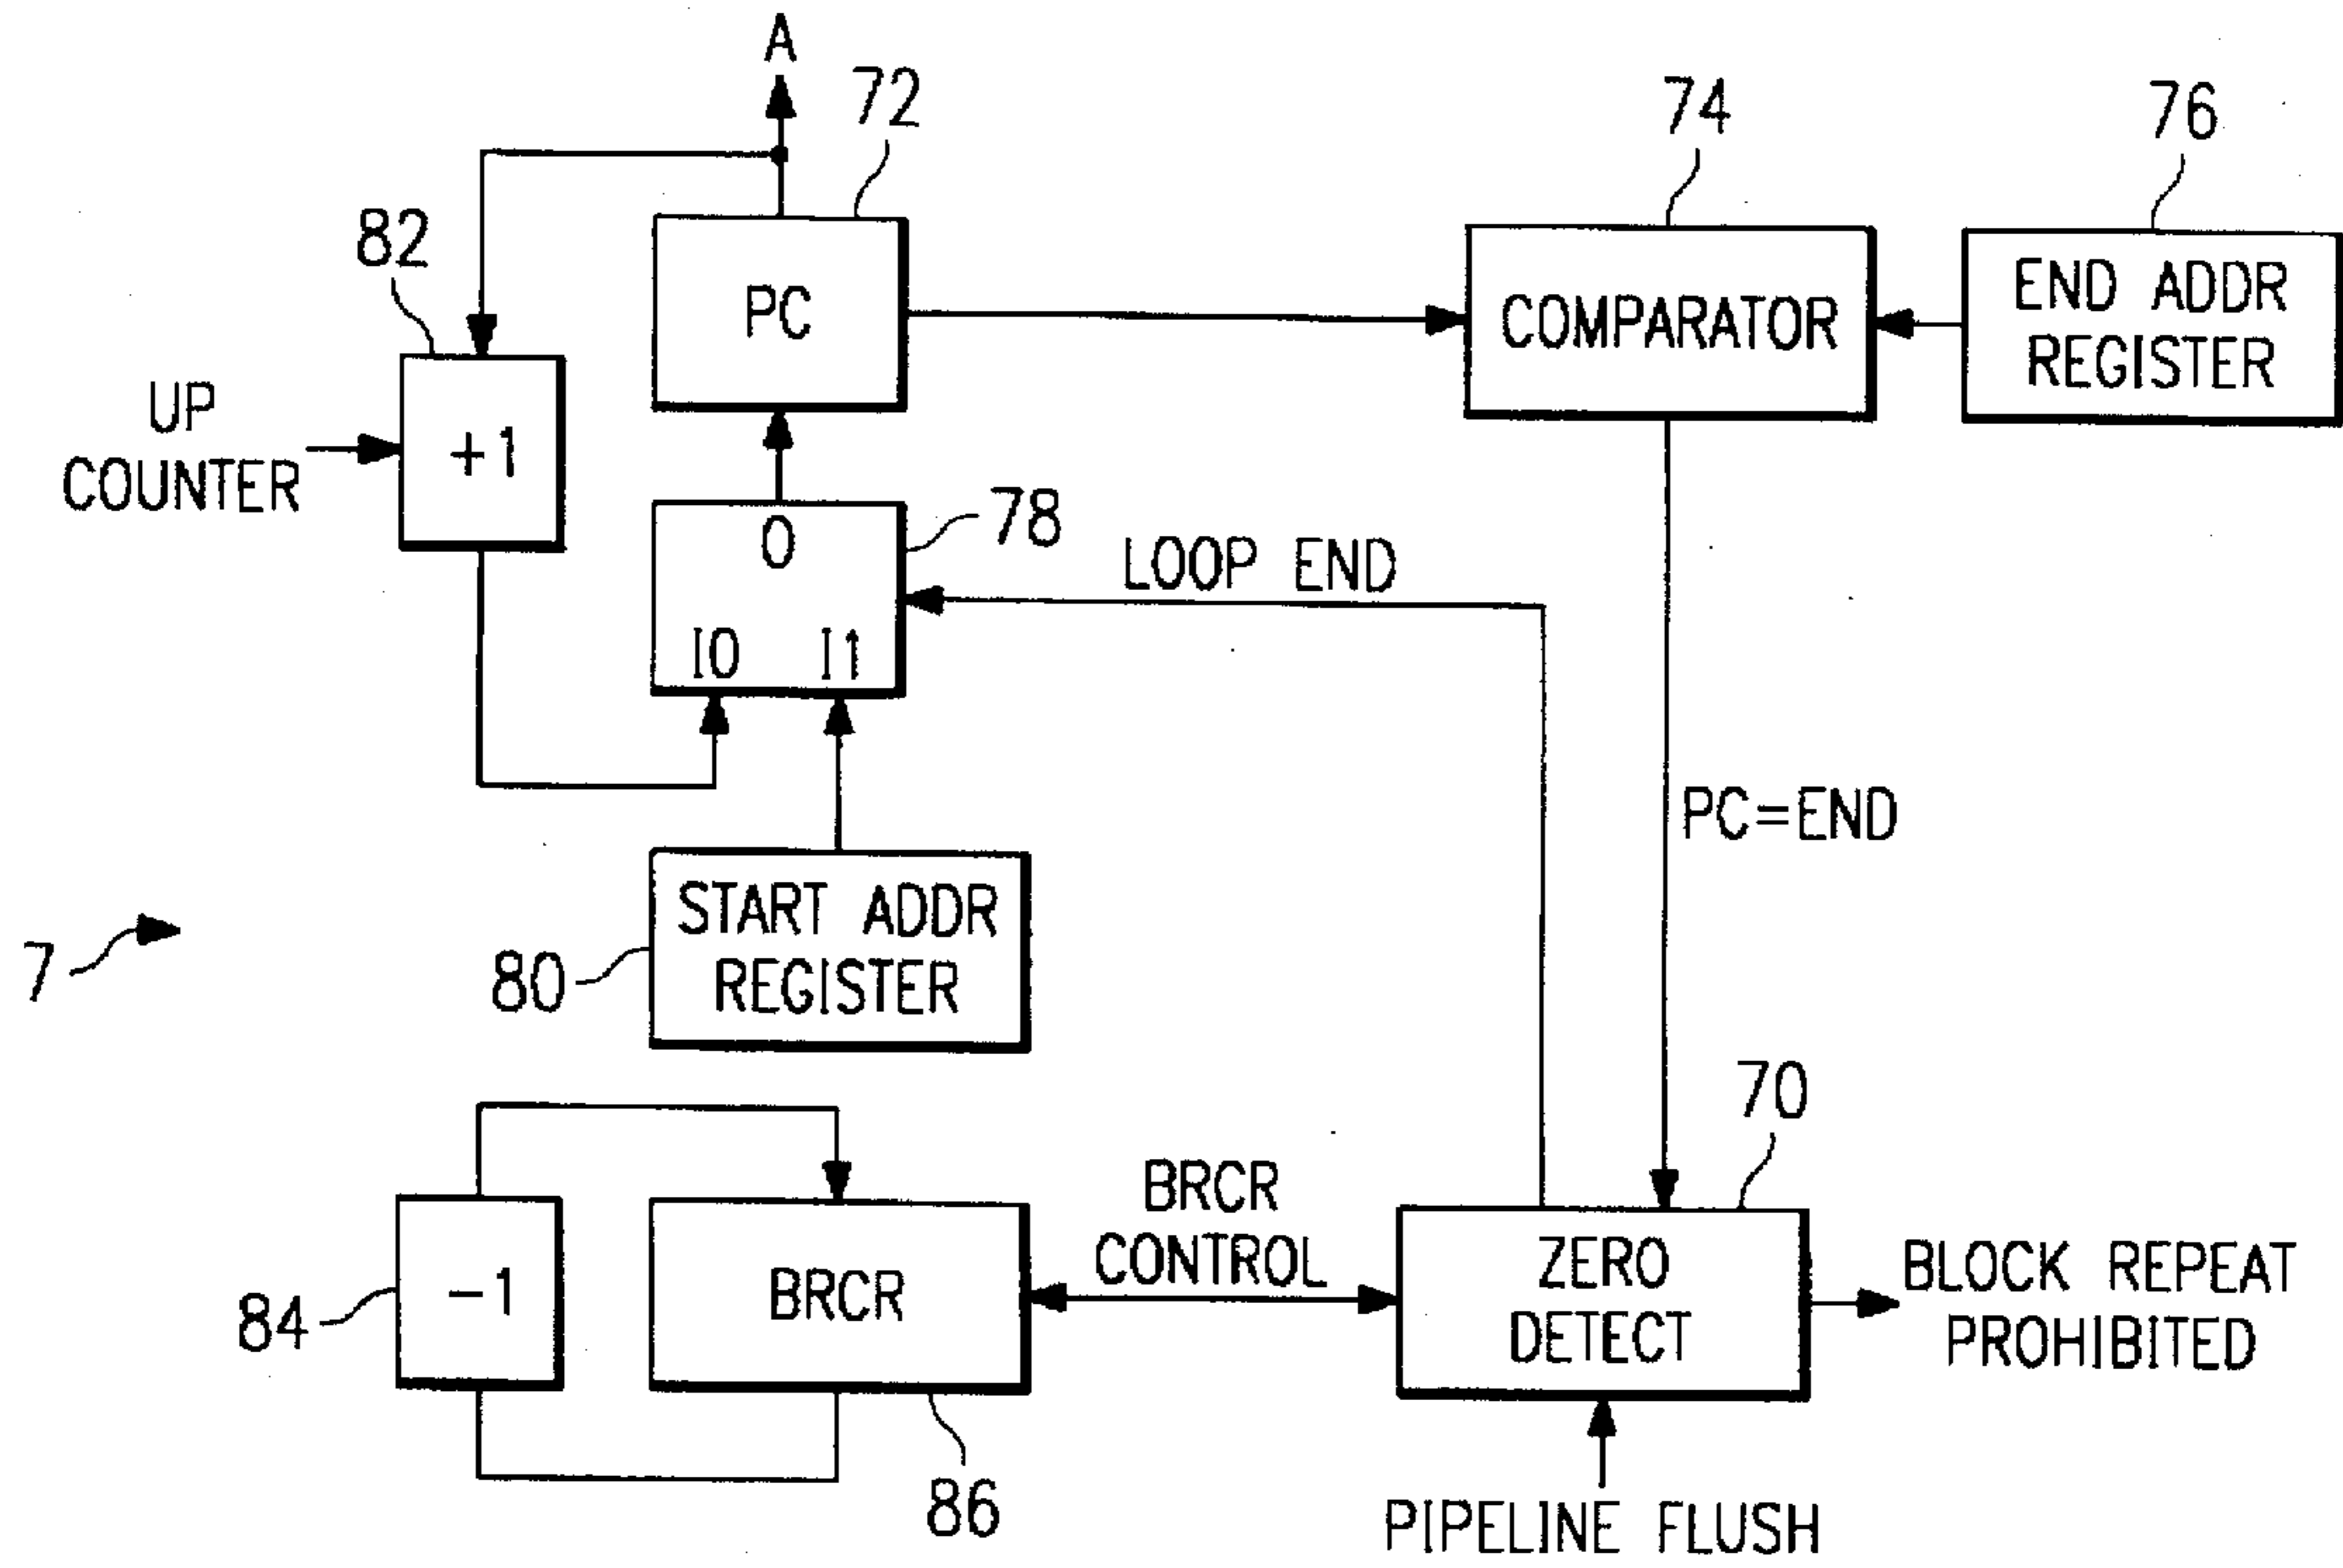 A
72
74
76
82
PC
COMPARATOR
END ADDR
REGISTER
UP
COUNTER
+1
O
78
LOOP END
I0 I1
PC=END
START ADDR
REGISTER
7
80
70
BRCR
CONTROL
84
-1
BRCR
ZERO
DETECT
BLOCK REPEAT
PROHIBITED
86
PIPELINE FLUSH